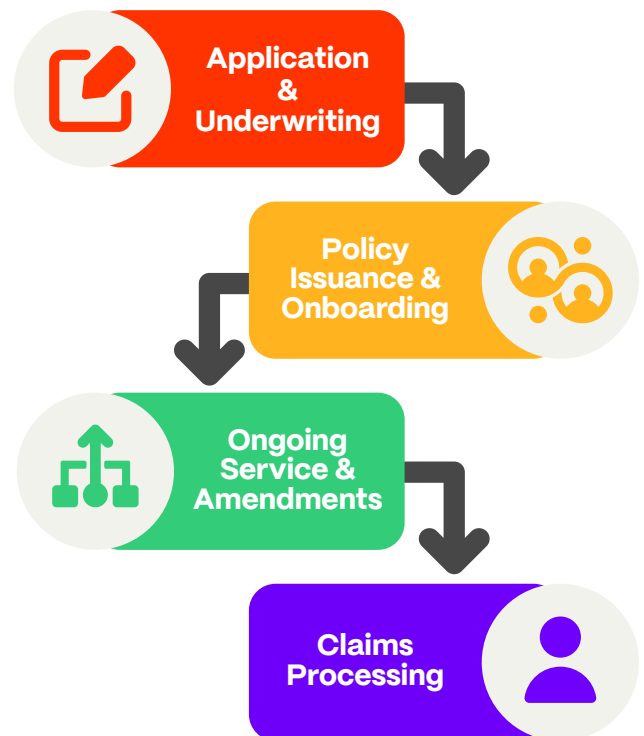 Application
&
Underwriting
Policy
Issuance &
Onboarding
Ongoing
Service &
Amendments
Claims
Processing